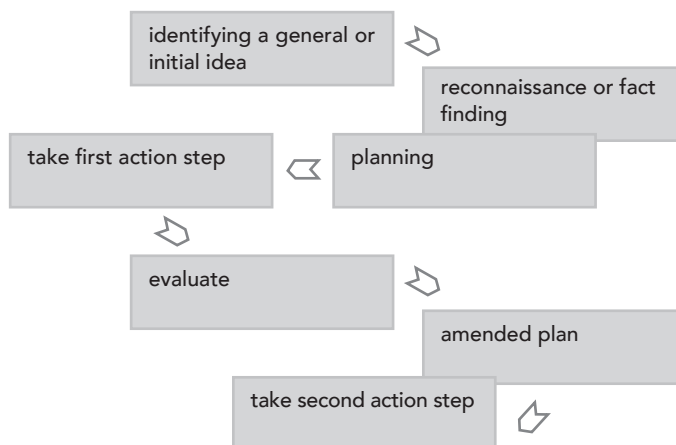 identifying a general or
initial idea
reconnaissance or fact
finding
take first action step
planning
evaluate
amended plan
take second action step